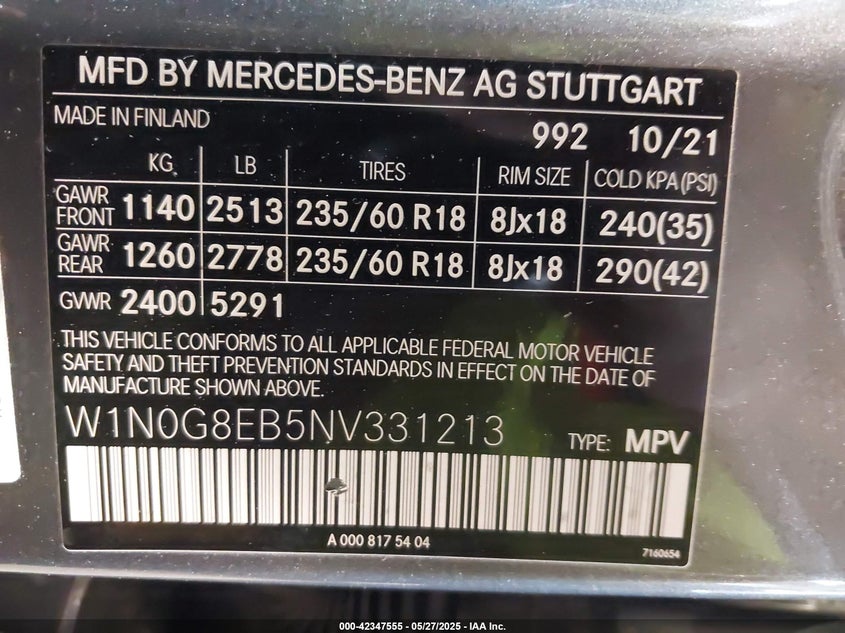 MFD BY MERCEDES-BENZ AG STUTTGART
MADE IN FINLAND 992 10/21
KG. LB TIRES RIM SIZE COLD KPA (PSI)
GAWR FRONT 1140 2513 235/60 R18 8Jx18 240(35)
GAWR REAR 1260 2778 235/60 R18 8Jx18 290(42)
GVWR 2400 5291
THIS VEHICLE CONFORMS TO ALL APPLICABLE FEDERAL MOTOR VEHICLE
SAFETY AND THEFT PREVENTION STANDARDS IN EFFECT ON THE DATE OF
MANUFACTURE SHOWN ABOVE.
W1N0G8EB5NV331213 TYPE: MPV
A 000 817 54 04
7160654
000-42347555 — 05/27/2025 — IAA Inc.